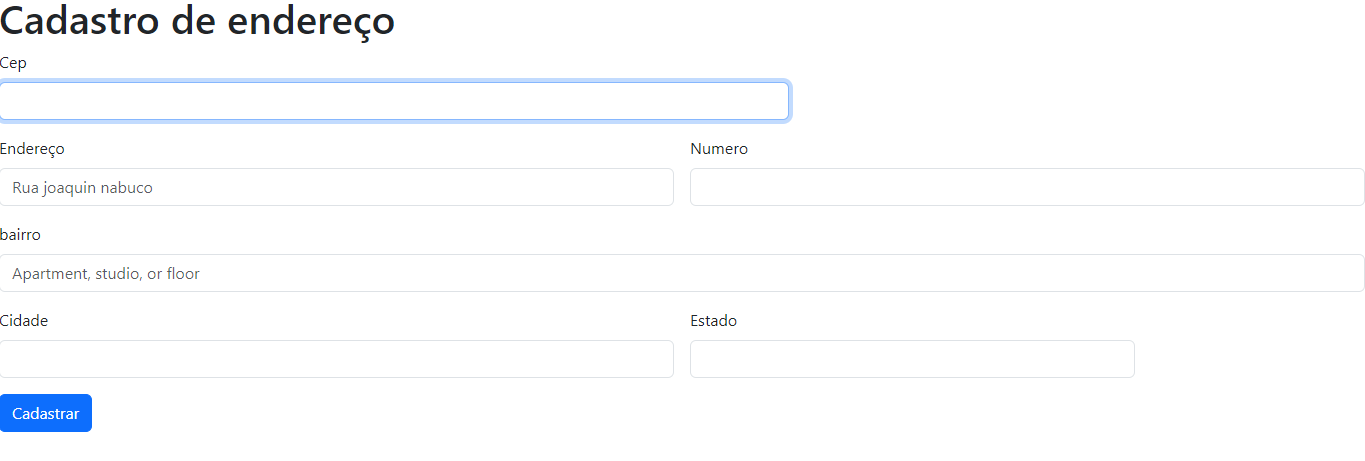 Cadastro de endereço
Cep
Endereço Numero
Rua joaquin nabuco
bairro
Apartment, studio, or floor
Cidade Estado
Cadastrar